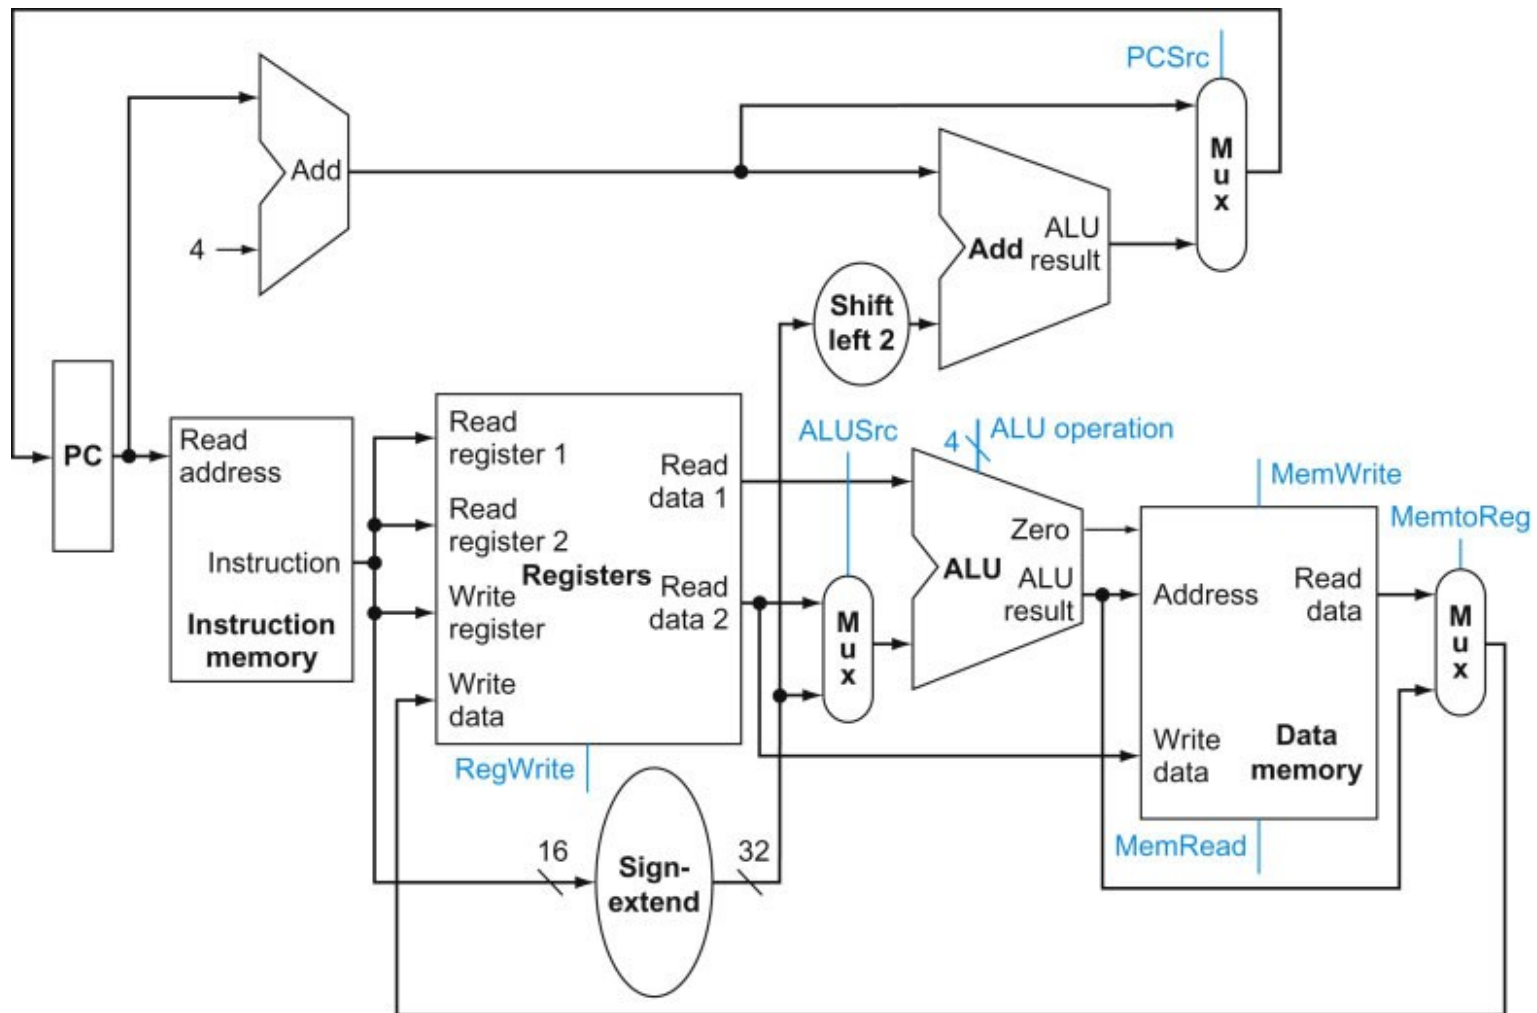 PCSrc
M
u
x
Add
ALU
result
Add
4
Shift
left 2
PC
Read
address
Instruction
Instruction
memory
Read
register 1
Read
register 2
Write
register
Write
data
Registers
Read
data 1
Read
data 2
RegWrite
16
Sign-
extend
32
ALUSrc
M
u
x
4
ALU operation
Zero
ALU
ALU
result
MemWrite
Address
Read
data
Write
data
Data
memory
MemRead
MemtoReg
M
u
x